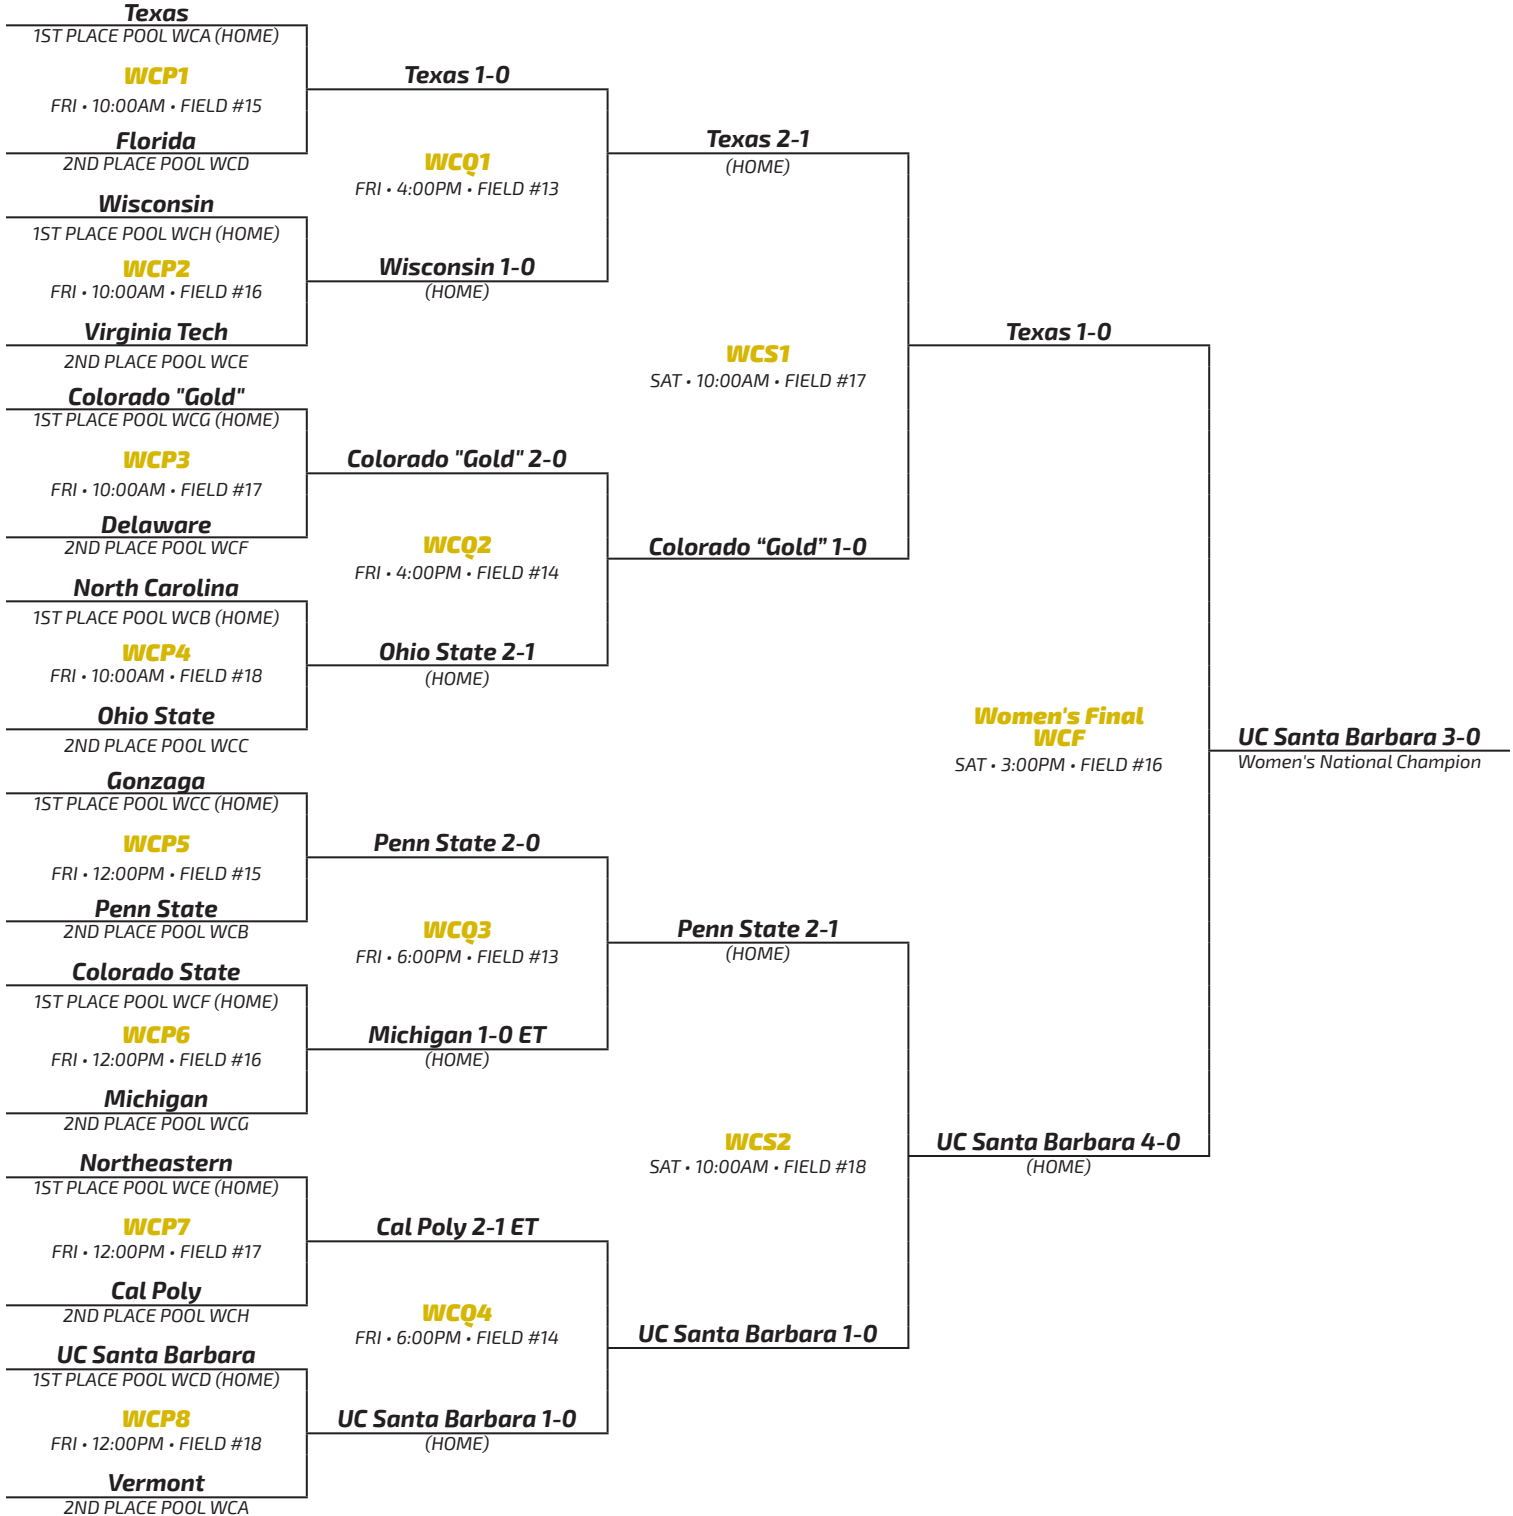 Texas
1ST PLACE POOL WCA (HOME)
WCP1
FRI • 10:00AM • FIELD #15
Florida
2ND PLACE POOL WCD
Wisconsin
1ST PLACE POOL WCH (HOME)
WCP2
FRI • 10:00AM • FIELD #16
Virginia Tech
2ND PLACE POOL WCE
Colorado "Gold"
1ST PLACE POOL WCG (HOME)
WCP3
FRI • 10:00AM • FIELD #17
Delaware
2ND PLACE POOL WCF
North Carolina
1ST PLACE POOL WCB (HOME)
WCP4
FRI • 10:00AM • FIELD #18
Ohio State
2ND PLACE POOL WCC
Gonzaga
1ST PLACE POOL WCC (HOME)
WCP5
FRI • 12:00PM • FIELD #15
Penn State
2ND PLACE POOL WCB
Colorado State
1ST PLACE POOL WCF (HOME)
WCP6
FRI • 12:00PM • FIELD #16
Michigan
2ND PLACE POOL WCG
Northeastern
1ST PLACE POOL WCE (HOME)
WCP7
FRI • 12:00PM • FIELD #17
Cal Poly
2ND PLACE POOL WCH
UC Santa Barbara
1ST PLACE POOL WCD (HOME)
WCP8
FRI • 12:00PM • FIELD #18
Vermont
2ND PLACE POOL WCA
Texas 1-0
WCQ1
FRI • 4:00PM • FIELD #13
Wisconsin 1-0
(HOME)
Colorado "Gold" 2-0
WCQ2
FRI • 4:00PM • FIELD #14
Ohio State 2-1
(HOME)
Penn State 2-0
WCQ3
FRI • 6:00PM • FIELD #13
Michigan 1-0 ET
(HOME)
Cal Poly 2-1 ET
WCQ4
FRI • 6:00PM • FIELD #14
UC Santa Barbara 1-0
(HOME)
Texas 2-1
(HOME)
WCS1
SAT • 10:00AM • FIELD #17
Colorado “Gold” 1-0
Penn State 2-1
(HOME)
WCS2
SAT • 10:00AM • FIELD #18
UC Santa Barbara 1-0
Texas 1-0
Women's Final
WCF
SAT • 3:00PM • FIELD #16
UC Santa Barbara 4-0
(HOME)
UC Santa Barbara 3-0
Women's National Champion